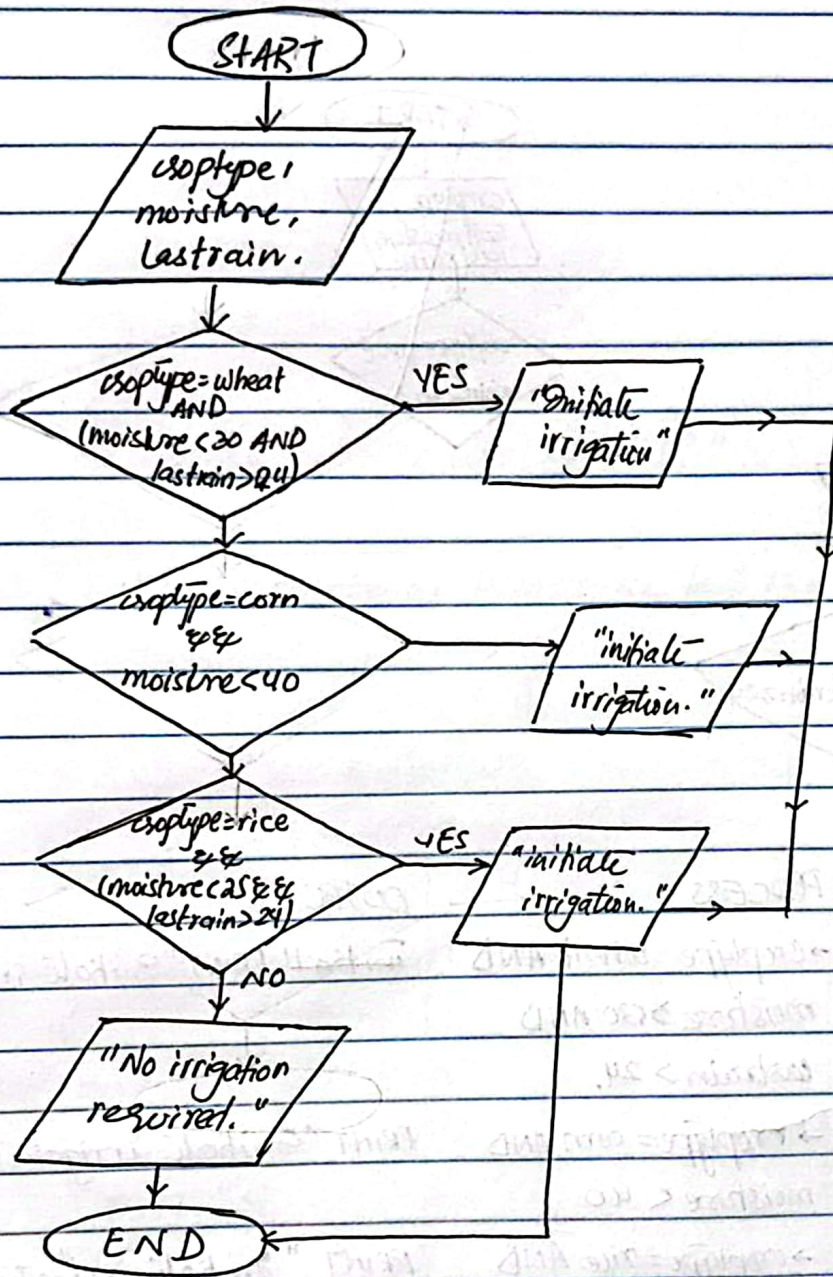 START
croptype,
moisture,
lastrain.
croptype=wheat
AND
(moisture<30 AND
lastrain>24)
YES
"Initiate
irrigation"
croptype=corn
&&
moisture<40
"initiate
irrigation."
croptype=rice
&&
(moisture<25 &&
lastrain>24)
YES
"initiate
irrigation."
NO
"No irrigation
required."
END